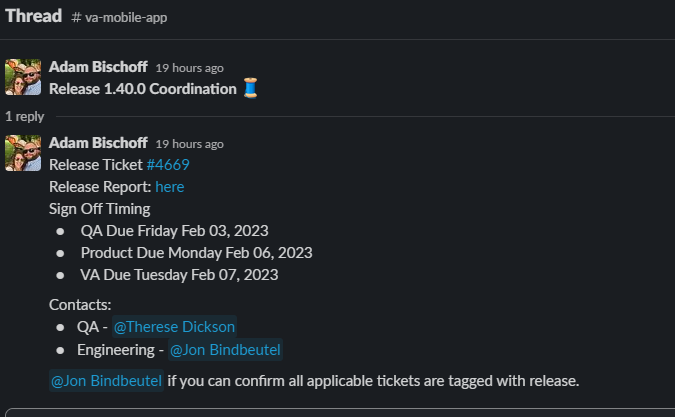 Thread # va-mobile-app
Adam Bischoff 19 hours ago
Release 1.40.0 Coordination 🧵
1 reply
Adam Bischoff 19 hours ago
Release Ticket #4669
Release Report: here
Sign Off Timing
• QA Due Friday Feb 03, 2023
• Product Due Monday Feb 06, 2023
• VA Due Tuesday Feb 07, 2023
Contacts:
• QA - @Therese Dickson
• Engineering - @Jon Bindbeutel
@Jon Bindbeutel if you can confirm all applicable tickets are tagged with release.